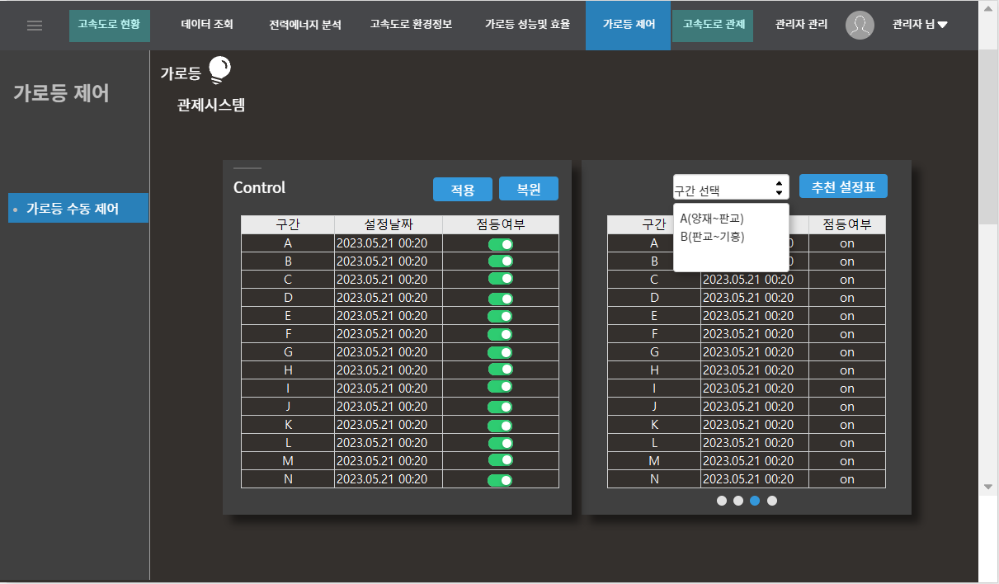 고속도로 현황 데이터 조회 전력에너지 분석 고속도로 환경정보 가로등 성능및 효율 가로등 제어 고속도로 관제 관리자 관리 관리자 님
가로등 제어
가로등 수동 제어
가로등
관제시스템
Control 적용 복원
구간 설정날짜 점등여부
A 2023.05.21 00:20
B 2023.05.21 00:20
C 2023.05.21 00:20
D 2023.05.21 00:20
E 2023.05.21 00:20
F 2023.05.21 00:20
G 2023.05.21 00:20
H 2023.05.21 00:20
I 2023.05.21 00:20
J 2023.05.21 00:20
K 2023.05.21 00:20
L 2023.05.21 00:20
M 2023.05.21 00:20
N 2023.05.21 00:20
구간 선택 추천 설정표
A(양재~판교)
B(판교~기흥)
구간 점등여부
A 0 on
B 0 on
C 2023.05.21 00:20 on
D 2023.05.21 00:20 on
E 2023.05.21 00:20 on
F 2023.05.21 00:20 on
G 2023.05.21 00:20 on
H 2023.05.21 00:20 on
I 2023.05.21 00:20 on
J 2023.05.21 00:20 on
K 2023.05.21 00:20 on
L 2023.05.21 00:20 on
M 2023.05.21 00:20 on
N 2023.05.21 00:20 on